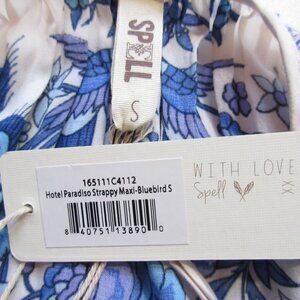 SPELL
S
165111C4112
Hotel Paradiso Strappy Maxi-Bluebird S
8 40751 13890 0
WITH LOVE
Spell
XX